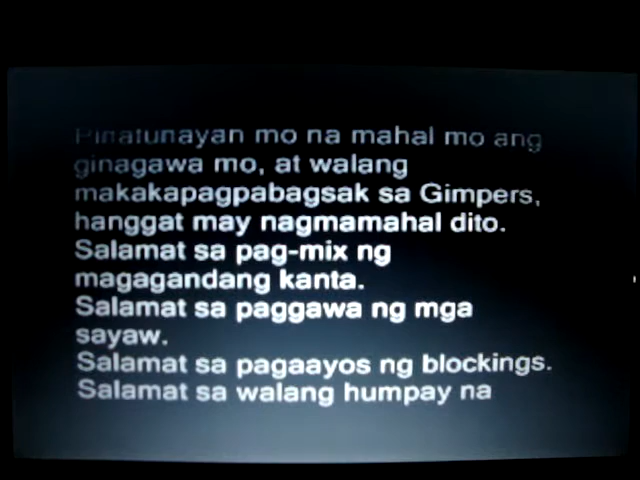 Pinatunayan mo na mahal mo ang
ginagawa mo, at walang
makakapagpabagsak sa Gimpers,
hanggat may nagmamahal dito.
Salamat sa pag-mix ng
magagandang kanta.
Salamat sa paggawa ng mga
sayaw.
Salamat sa pagaayos ng blockings.
Salamat sa walang humpay na